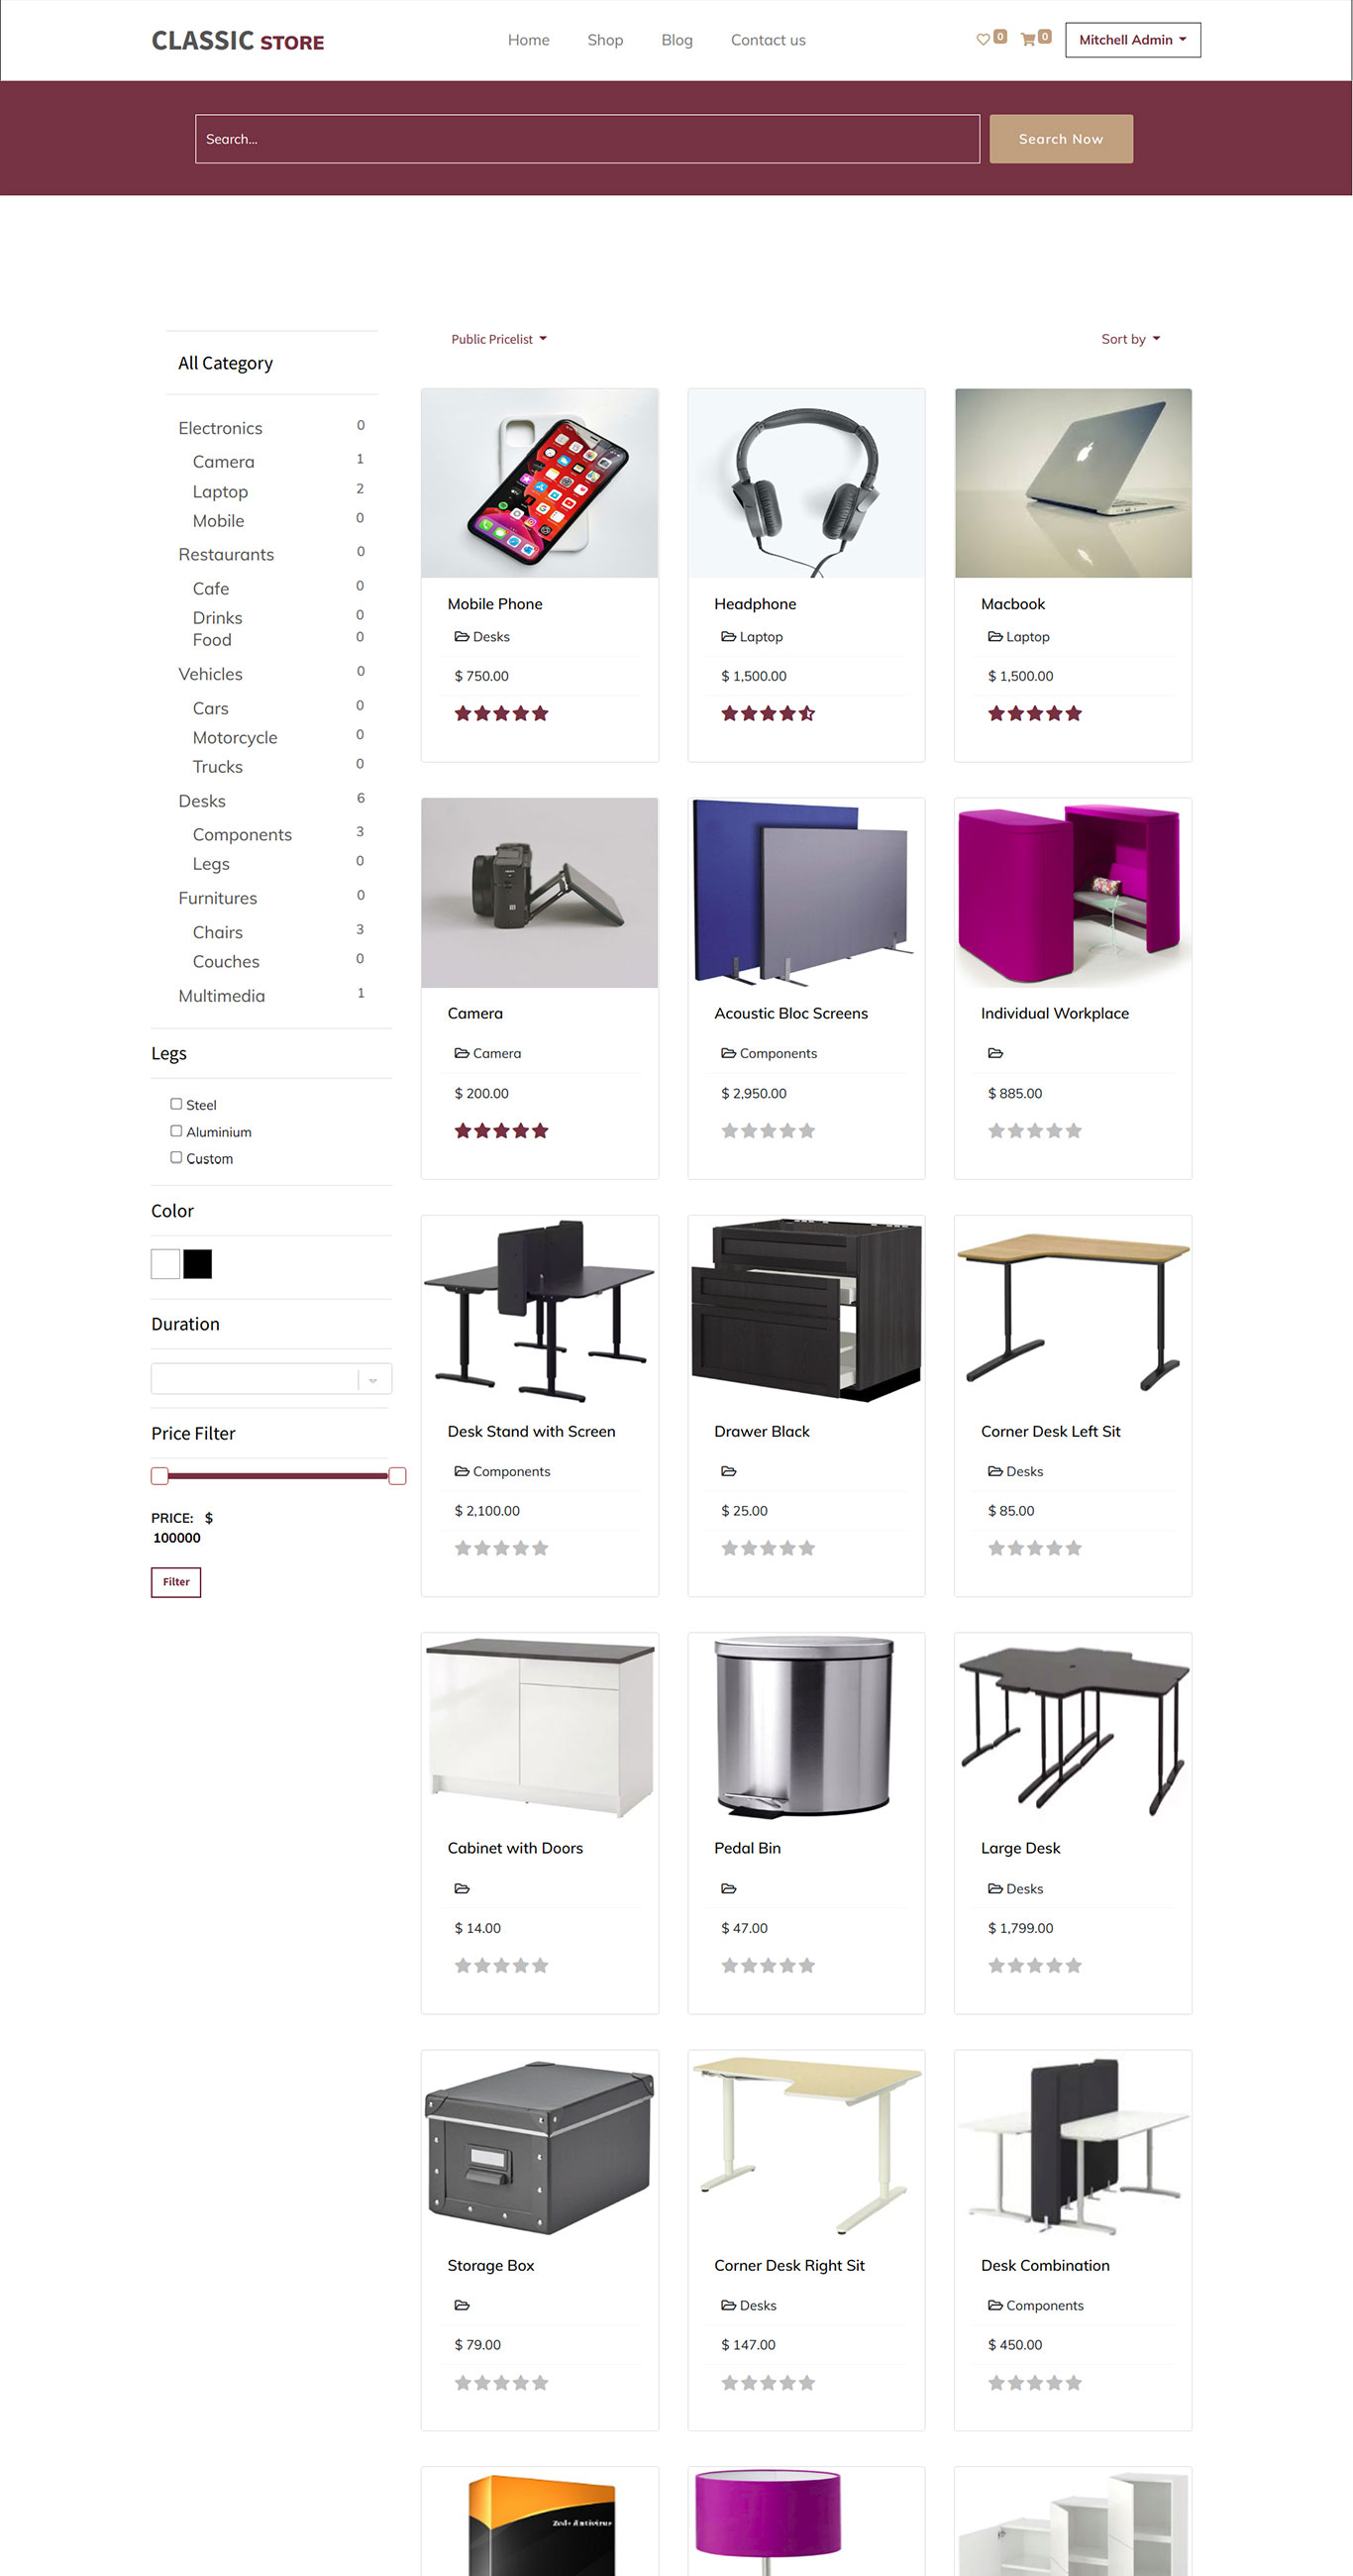 CLASSIC STORE
Home Shop Blog Contact us
0 0 Mitchell Admin
Search...
Search Now
All Category
Electronics 0
Camera 1
Laptop 2
Mobile 0
Restaurants 0
Cafe 0
Drinks 0
Food 0
Vehicles 0
Cars 0
Motorcycle 0
Trucks 0
Desks 6
Components 3
Legs 0
Furnitures 0
Chairs 3
Couches 0
Multimedia 1
Legs
Steel
Aluminium
Custom
Color
Duration
Price Filter
PRICE: $
100000
Filter
Public Pricelist Sort by
Mobile Phone Headphone Macbook
Desks Laptop Laptop
$ 750.00 $ 1,500.00 $ 1,500.00
Camera Acoustic Bloc Screens Individual Workplace
Camera Components
$ 200.00 $ 2,950.00 $ 885.00
Desk Stand with Screen Drawer Black Corner Desk Left Sit
Components Desks
$ 2,100.00 $ 25.00 $ 85.00
Cabinet with Doors Pedal Bin Large Desk
Desks
$ 14.00 $ 47.00 $ 1,799.00
Storage Box Corner Desk Right Sit Desk Combination
Desks Components
$ 79.00 $ 147.00 $ 450.00
Zeds Antivirus